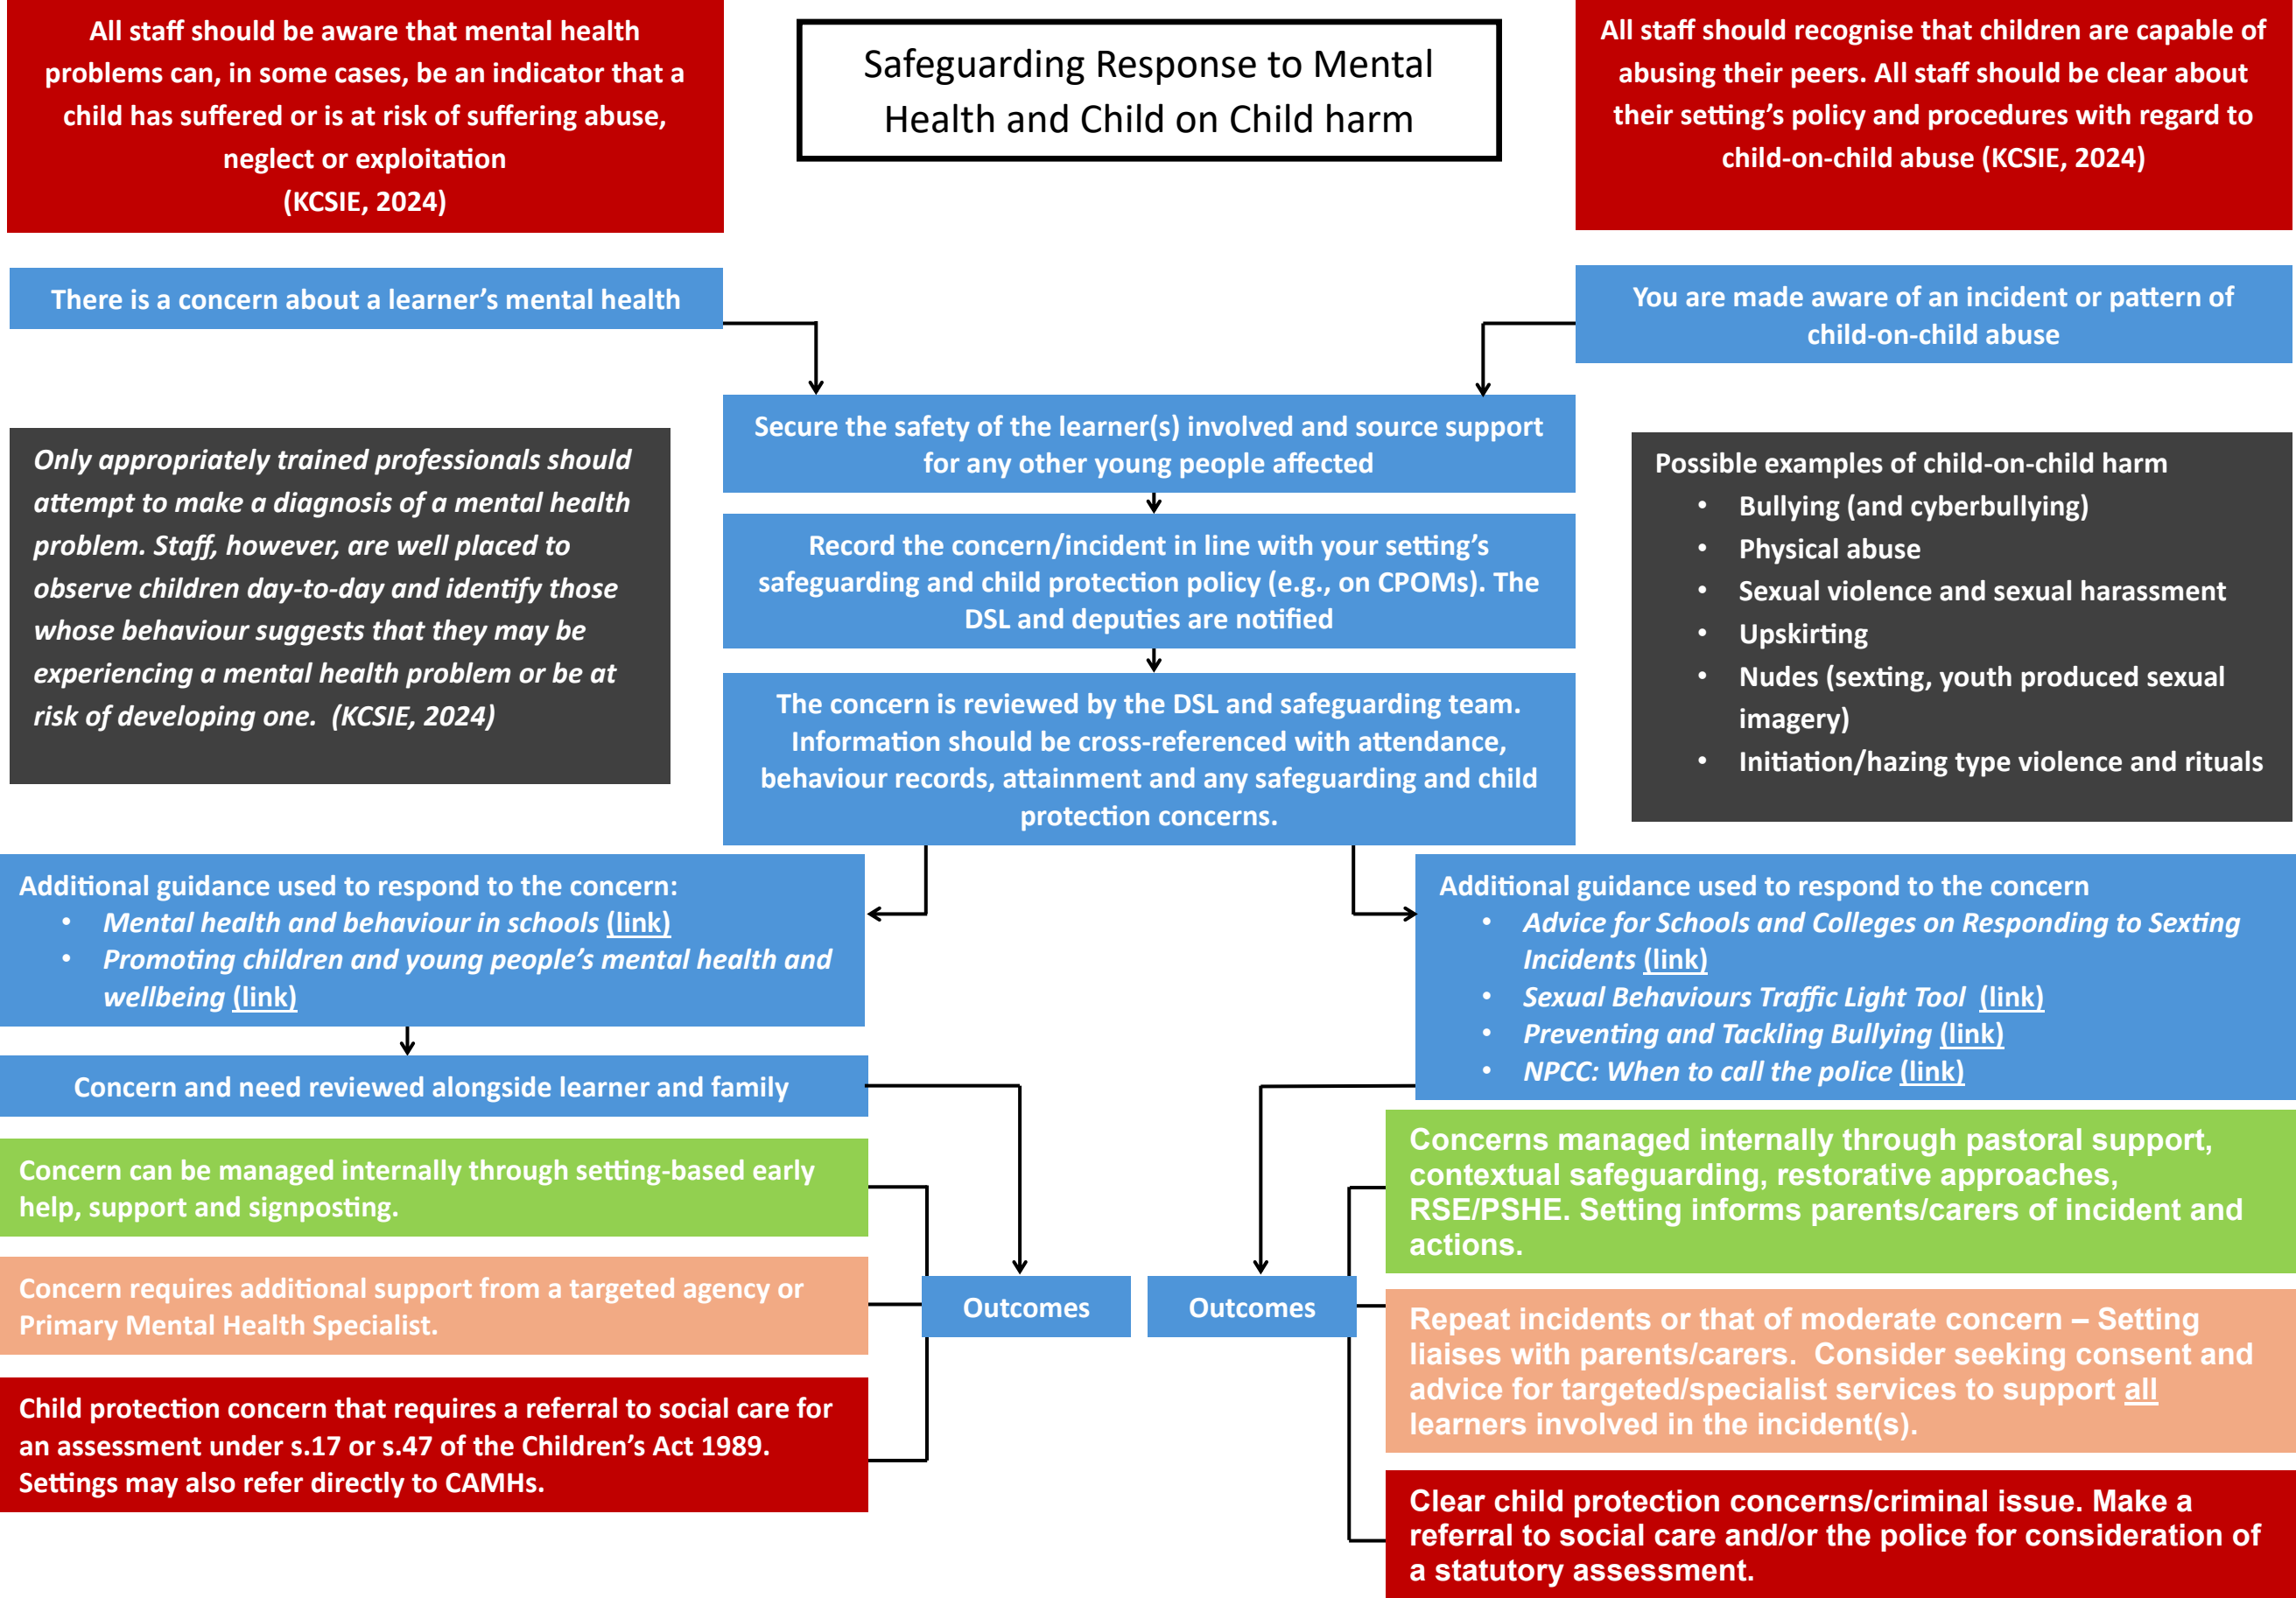 All staff should be aware that mental health
problems can, in some cases, be an indicator that a
child has suffered or is at risk of suffering abuse,
neglect or exploitation
(KCSIE, 2024)
Safeguarding Response to Mental
Health and Child on Child harm
All staff should recognise that children are capable of
abusing their peers. All staff should be clear about
their setting’s policy and procedures with regard to
child-on-child abuse (KCSIE, 2024)
There is a concern about a learner’s mental health
You are made aware of an incident or pattern of
child-on-child abuse
Secure the safety of the learner(s) involved and source support
for any other young people affected
Only appropriately trained professionals should
attempt to make a diagnosis of a mental health
problem. Staff, however, are well placed to
observe children day-to-day and identify those
whose behaviour suggests that they may be
experiencing a mental health problem or be at
risk of developing one.  (KCSIE, 2024)
Record the concern/incident in line with your setting’s
safeguarding and child protection policy (e.g., on CPOMs). The
DSL and deputies are notified
Possible examples of child-on-child harm
• Bullying (and cyberbullying)
• Physical abuse
• Sexual violence and sexual harassment
• Upskirting
• Nudes (sexting, youth produced sexual
imagery)
• Initiation/hazing type violence and rituals
The concern is reviewed by the DSL and safeguarding team.
Information should be cross-referenced with attendance,
behaviour records, attainment and any safeguarding and child
protection concerns.
Additional guidance used to respond to the concern:
• Mental health and behaviour in schools (link)
• Promoting children and young people’s mental health and
wellbeing (link)
Additional guidance used to respond to the concern
• Advice for Schools and Colleges on Responding to Sexting
Incidents (link)
• Sexual Behaviours Traffic Light Tool  (link)
• Preventing and Tackling Bullying (link)
• NPCC: When to call the police (link)
Concern and need reviewed alongside learner and family
Concern can be managed internally through setting-based early
help, support and signposting.
Concern requires additional support from a targeted agency or
Primary Mental Health Specialist.
Child protection concern that requires a referral to social care for
an assessment under s.17 or s.47 of the Children’s Act 1989.
Settings may also refer directly to CAMHs.
Outcomes
Outcomes
Concerns managed internally through pastoral support,
contextual safeguarding, restorative approaches,
RSE/PSHE. Setting informs parents/carers of incident and
actions.
Repeat incidents or that of moderate concern – Setting
liaises with parents/carers.  Consider seeking consent and
advice for targeted/specialist services to support all
learners involved in the incident(s).
Clear child protection concerns/criminal issue. Make a
referral to social care and/or the police for consideration of
a statutory assessment.